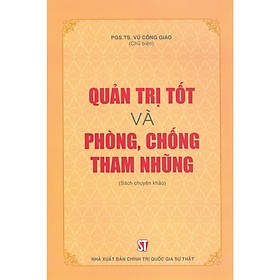 PGS.TS. VŨ CÔNG GIAO
(Chủ biên)
QUẢN TRỊ TỐT
VÀ
PHÒNG, CHỐNG
THAM NHŨNG
(Sách chuyên khảo)
ST
NHÀ XUẤT BẢN CHÍNH TRỊ QUỐC GIA SỰ THẬT